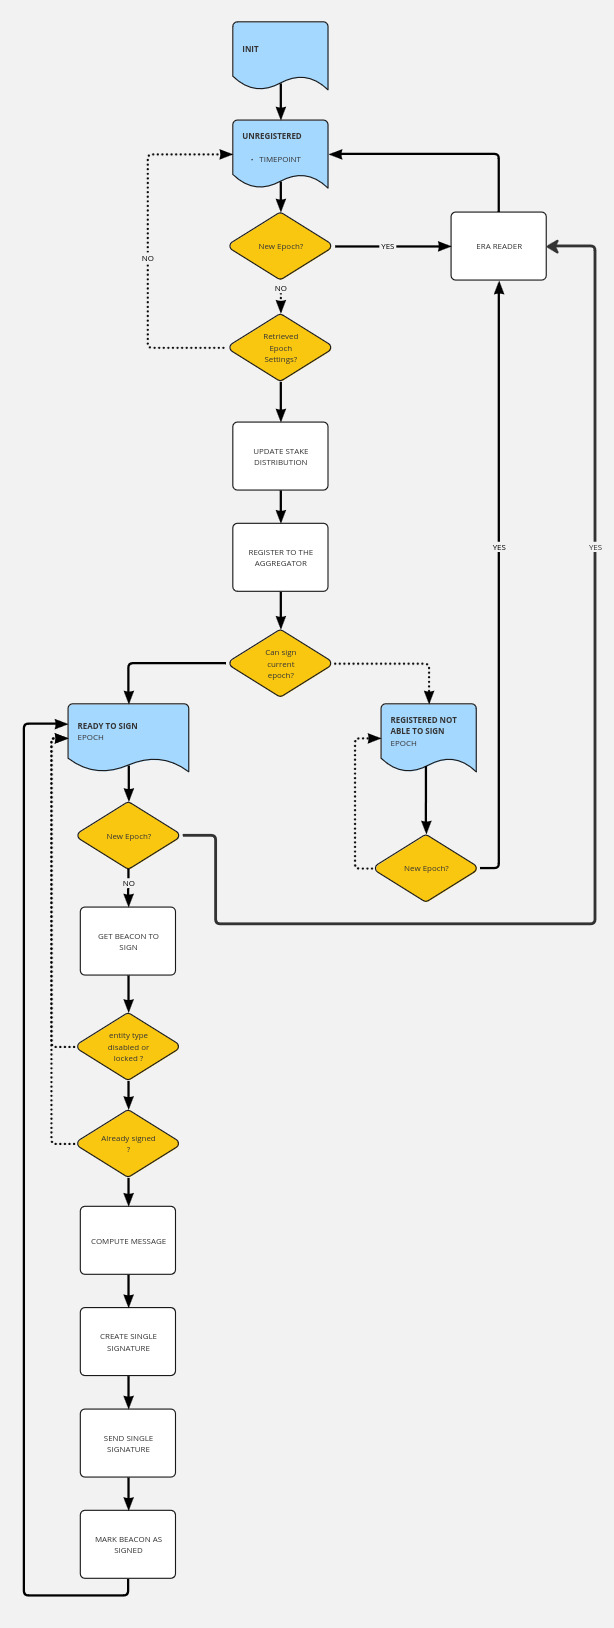 INIT
UNREGISTERED
• TIMEPOINT
New Epoch?
YES
ERA READER
NO
NO
Retrieved
Epoch
Settings?
UPDATE STAKE
DISTRIBUTION
REGISTER TO THE
AGGREGATOR
YES
YES
Can sign
current
epoch?
READY TO SIGN
EPOCH
REGISTERED NOT
ABLE TO SIGN
EPOCH
New Epoch?
New Epoch?
NO
GET BEACON TO
SIGN
entity type
disabled or
locked ?
Already signed
?
COMPUTE MESSAGE
CREATE SINGLE
SIGNATURE
SEND SINGLE
SIGNATURE
MARK BEACON AS
SIGNED